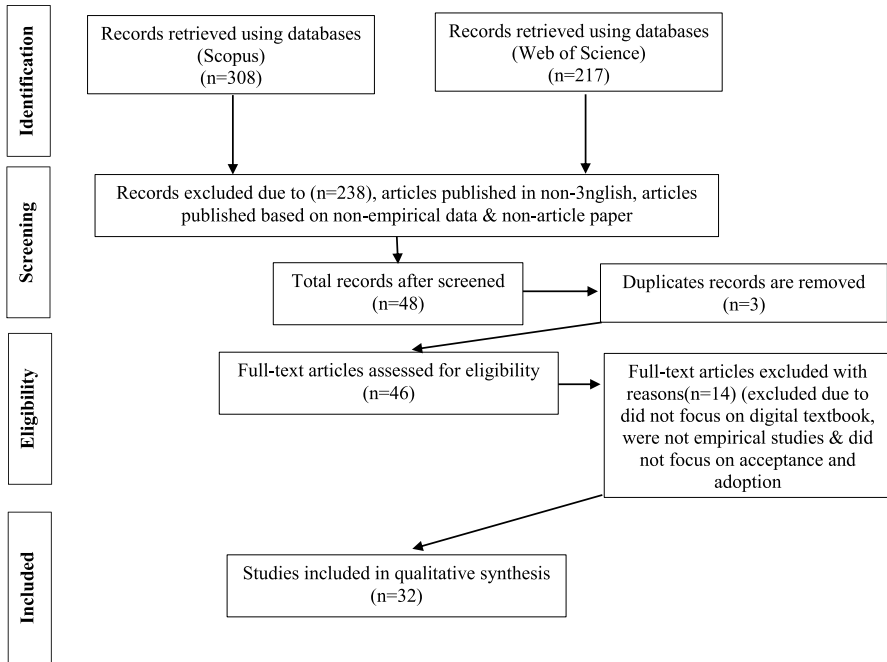 Identification
Records retrieved using databases
(Scopus)
(n=308)
Records retrieved using databases
(Web of Science)
(n=217)
Screening
Records excluded due to (n=238), articles published in non-3nglish, articles
published based on non-empirical data & non-article paper
Total records after screened
(n=48)
Duplicates records are removed
(n=3)
Eligibility
Full-text articles assessed for eligibility
(n=46)
Full-text articles excluded with
reasons(n=14) (excluded due to
did not focus on digital textbook,
were not empirical studies & did
not focus on acceptance and
adoption
Included
Studies included in qualitative synthesis
(n=32)